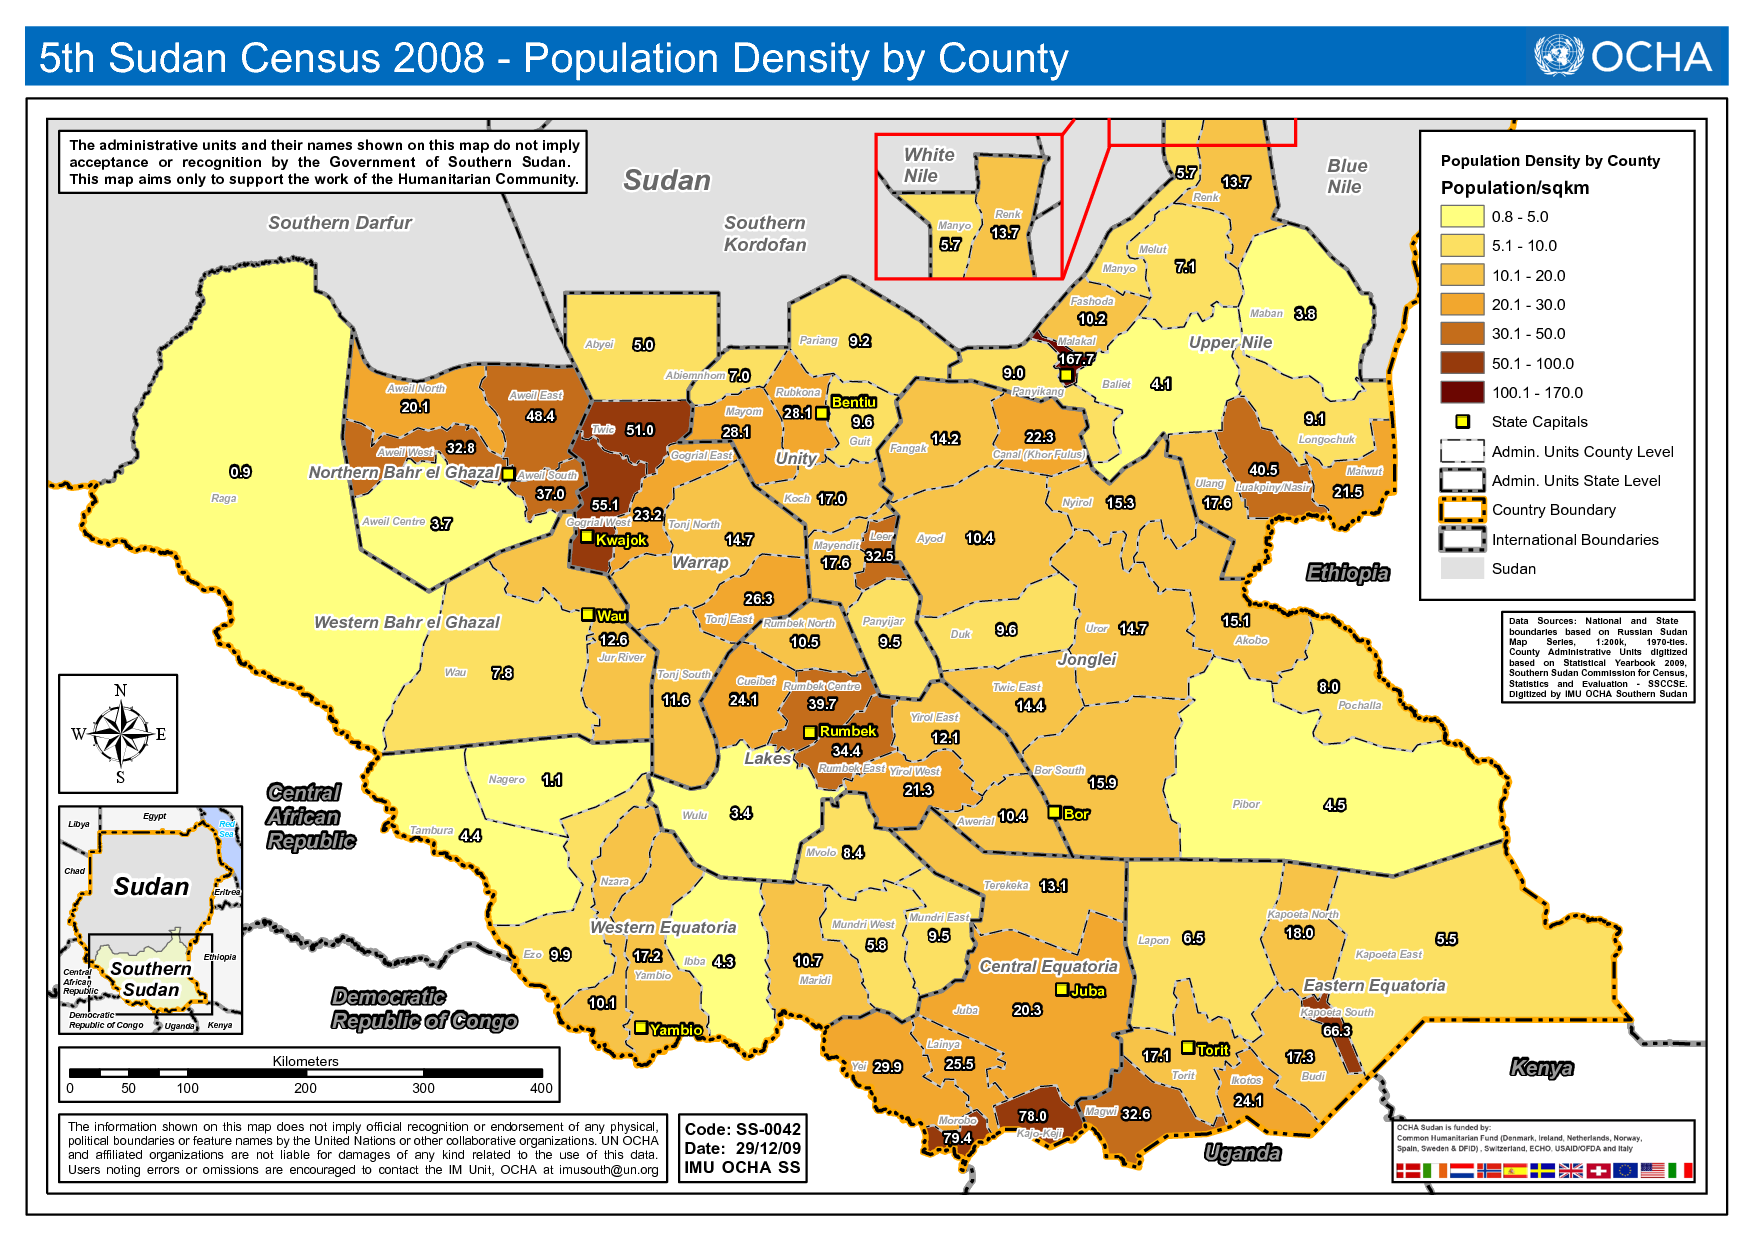 5th Sudan Census 2008 - Population Density by County
OCHA
The administrative units and their names shown on this map do not imply
acceptance or recognition by the Government of Southern Sudan.
This map aims only to support the work of the Humanitarian Community.
Sudan
Southern Darfur
Southern
Kordofan
White
Nile
Manyo
5.7
Renk
13.7
5.7
13.7
Renk
Blue
Nile
Melut
7.1
Manyo
Fashoda
10.2
Maban
3.8
Malakal
167.7
Upper Nile
Abyei
5.0
Pariang
9.2
Abiemnhom
7.0
9.0
Panyikang
Baliet
4.1
Aweil North
20.1
Aweil East
48.4
Rubkona
28.1
Bentiu
Mayom
28.1
9.6
Guit
Twic
51.0
Fangak
14.2
22.3
Canal (Khor Fulus)
9.1
Longochuk
Aweil West
32.8
Northern Bahr el Ghazal
Aweil South
37.0
Gogrial East
Unity
40.5
Luakpiny/Nasir
Maiwut
21.5
0.9
Raga
Ulang
17.6
Koch
17.0
Nyirol
15.3
55.1
Gogrial West
23.2
Aweil Centre
3.7
Tonj North
14.7
Kwajok
Leer
32.5
Mayendit
17.6
Ayod
10.4
Warrap
Ethiopia
26.3
Tonj East
Western Bahr el Ghazal
Wau
12.6
Jur River
Rumbek North
10.5
Panyijar
9.5
Duk
9.6
Uror
14.7
15.1
Akobo
Jonglei
Wau
7.8
Tonj South
11.6
Cueibet
24.1
Rumbek Centre
39.7
Twic East
14.4
8.0
Pochalla
Rumbek
34.4
Yirol East
12.1
Lakes
Rumbek East
Yirol West
21.3
Bor South
15.9
Nagero
1.1
Pibor
4.5
Central
African
Republic
Wulu
3.4
Awerial
10.4
Bor
Tambura
4.4
Mvolo
8.4
Nzara
Terekeka
13.1
Western Equatoria
Mundri West
5.8
Mundri East
9.5
Kapoeta North
18.0
Lapon
6.5
5.5
Kapoeta East
Ezo
9.9
17.2
Yambio
Ibba
4.3
10.7
Maridi
Central Equatoria
Juba
Eastern Equatoria
10.1
Democratic
Republic of Congo
Yambio
Juba
20.3
Kapoeta South
66.3
Lainya
25.5
Yei
29.9
17.1
Torit
Torit
17.3
Budi
Ikotos
24.1
Morobo
79.4
78.0
Kajo-Keji
Magwi
32.6
Kenya
Uganda
Population Density by County
Population/sqkm
0.8 - 5.0
5.1 - 10.0
10.1 - 20.0
20.1 - 30.0
30.1 - 50.0
50.1 - 100.0
100.1 - 170.0
State Capitals
Admin. Units County Level
Admin. Units State Level
Country Boundary
International Boundaries
Sudan
Data Sources: National and State
boundaries based on Russian Sudan
Map Series, 1:200k, 1970-ties.
County Administrative Units digitized
based on Statistical Yearbook 2009,
Southern Sudan Commission for Census,
Statistics and Evaluation - SSCCSE.
Digitized by IMU OCHA Southern Sudan
N
W E
S
Libya
Egypt
Red
Sea
Chad
Sudan
Eritrea
Ethiopia
Southern
Sudan
Central
African
Republic
Democratic
Republic of Congo
Uganda
Kenya
Kilometers
0 50 100 200 300 400
The information shown on this map does not imply official recognition or endorsement of any physical,
political boundaries or feature names by the United Nations or other collaborative organizations. UN OCHA
and affiliated organizations are not liable for damages of any kind related to the use of this data.
Users noting errors or omissions are encouraged to contact the IM Unit, OCHA at imusouth@un.org
Code: SS-0042
Date: 29/12/09
IMU OCHA SS
OCHA Sudan is funded by:
Common Humanitarian Fund (Denmark, Ireland, Netherlands, Norway,
Spain, Sweden & DFID) , Switzerland, ECHO, USAID/OFDA and Italy